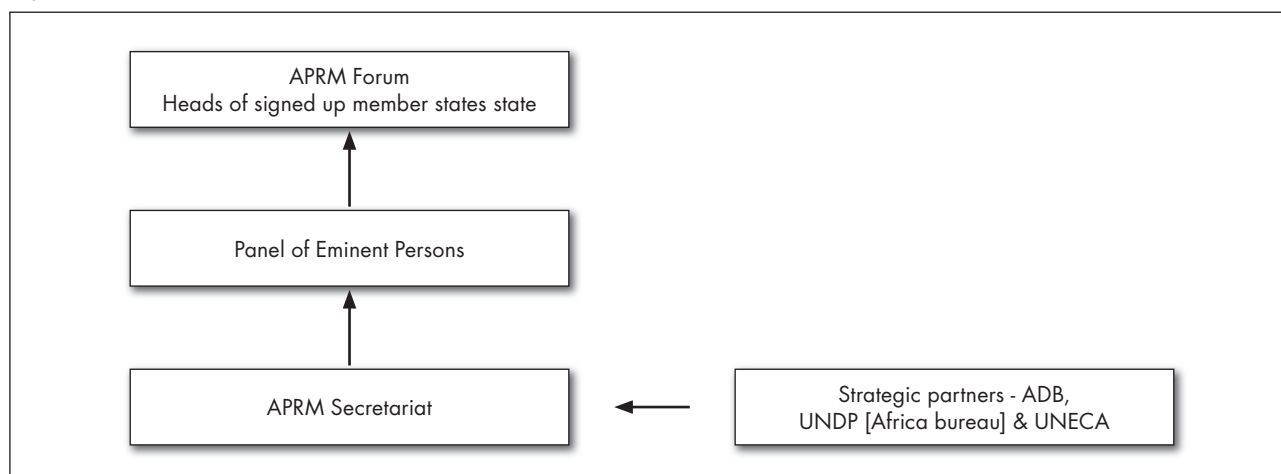 APRM Forum
Heads of signed up member states state
Panel of Eminent Persons
APRM Secretariat
Strategic partners - ADB,
UNDP [Africa bureau] & UNECA